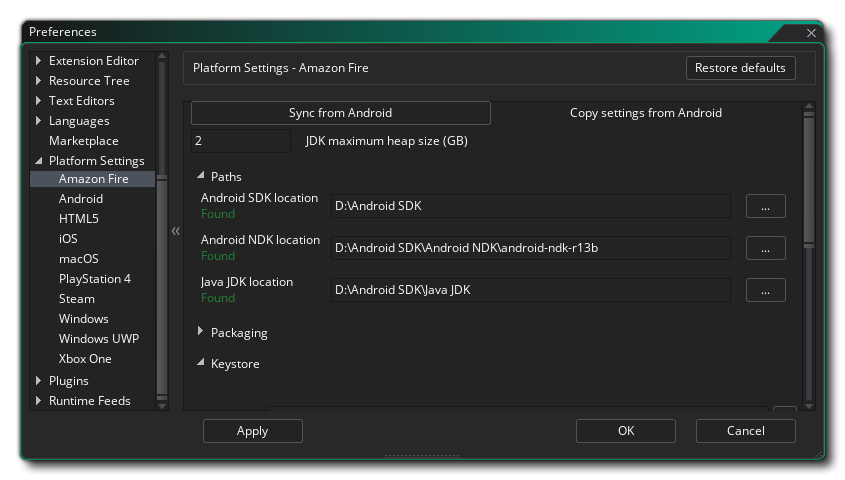 Preferences
Extension Editor
Resource Tree
Text Editors
Languages
Marketplace
Platform Settings
Amazon Fire
Android
HTML5
iOS
macOS
PlayStation 4
Steam
Windows
Windows UWP
Xbox One
Plugins
Runtime Feeds
Platform Settings - Amazon Fire
Restore defaults
Sync from Android
Copy settings from Android
2
JDK maximum heap size (GB)
Paths
Android SDK location
Found
D:\Android SDK
...
Android NDK location
Found
D:\Android SDK\Android NDK\android-ndk-r13b
...
Java JDK location
Found
D:\Android SDK\Java JDK
...
Packaging
Keystore
Apply
OK
Cancel